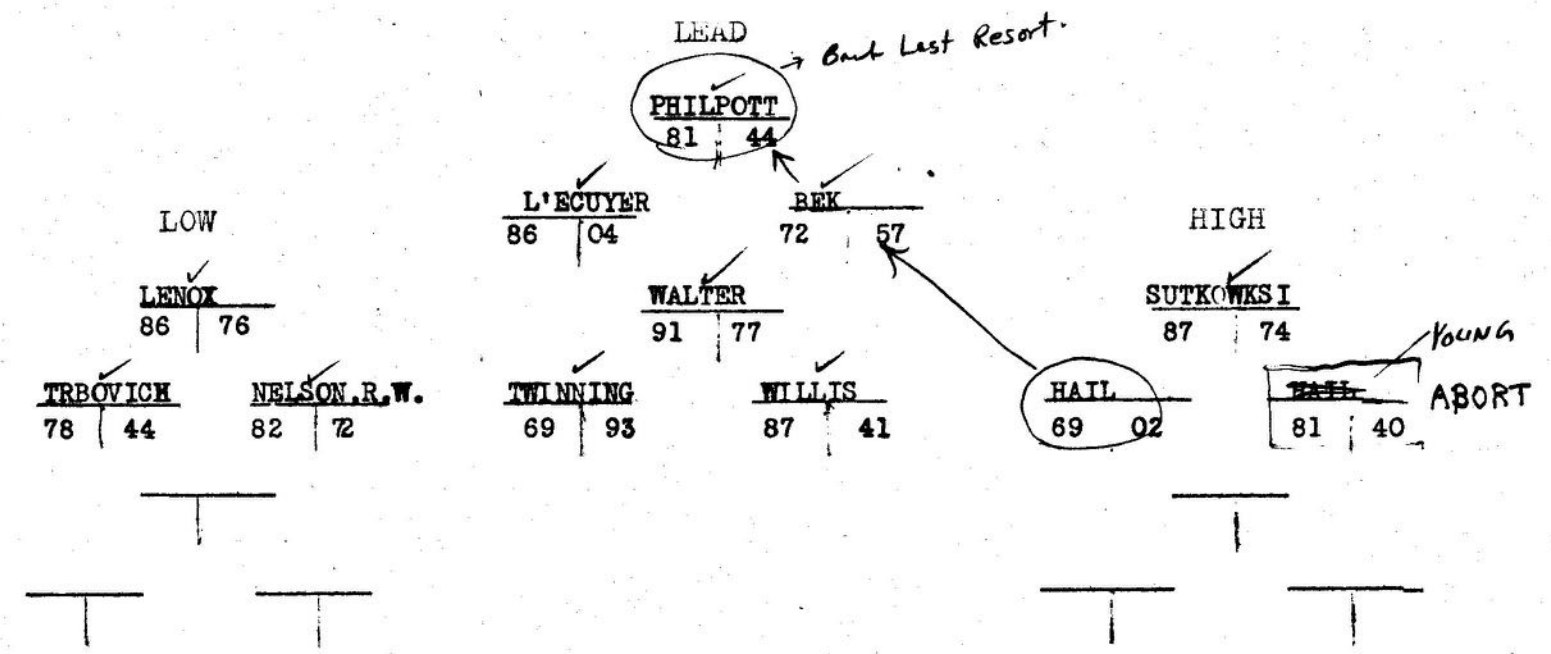 LEAD
→ Bomb Last Resort.
PHILPOTT
81 44
L'ECUYER BEK
86 04 72 57
LOW HIGH
LENOX WALTER SUTKOWKSI
86 76 91 77 87 74
YOUNG
TRBOVICH NELSON.R.W. TWINNING WILLIS HAIL HAIL ABORT
78 44 82 72 69 93 87 41 69 02 81 40